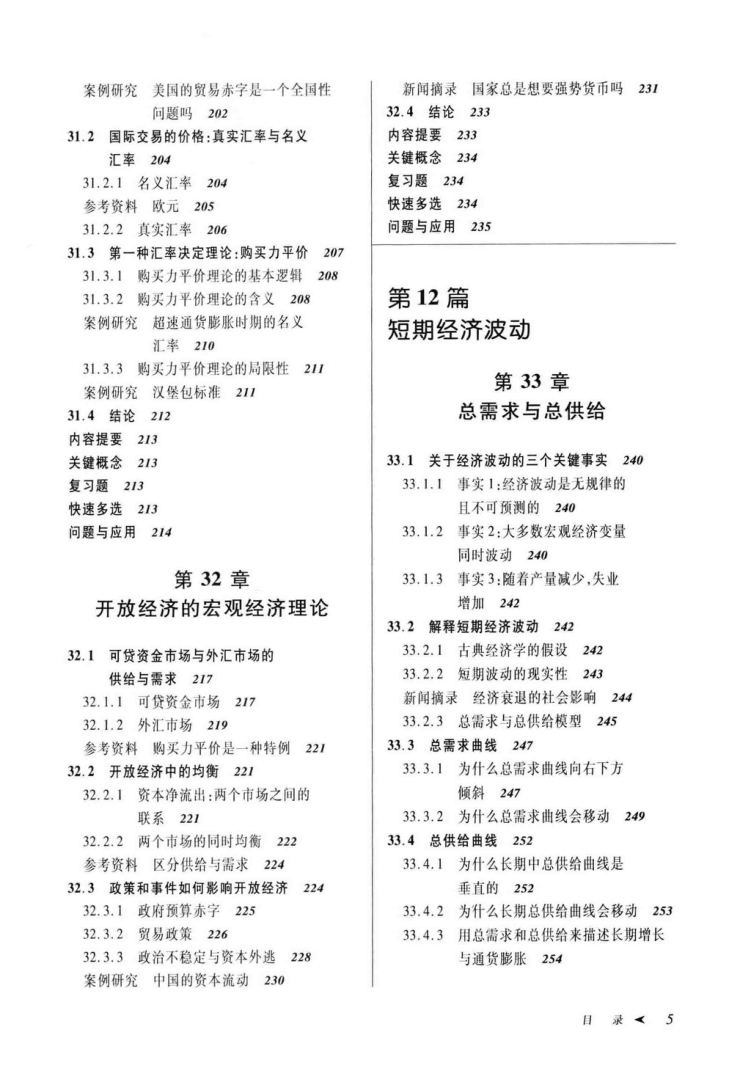 案例研究 美国的贸易赤字是一个全国性
问题吗 202
31.2 国际交易的价格:真实汇率与名义
汇率 204
31.2.1 名义汇率 204
参考资料 欧元 205
31.2.2 真实汇率 206
31.3 第一种汇率决定理论:购买力平价 207
31.3.1 购买力平价理论的基本逻辑 208
31.3.2 购买力平价理论的含义 208
案例研究 超速通货膨胀时期的名义
汇率 210
31.3.3 购买力平价理论的局限性 211
案例研究 汉堡包标准 211
31.4 结论 212
内容提要 213
关键概念 213
复习题 213
快速多选 213
问题与应用 214
第 32 章
开放经济的宏观经济理论
32.1 可贷资金市场与外汇市场的
供给与需求 217
32.1.1 可贷资金市场 217
32.1.2 外汇市场 219
参考资料 购买力平价是一种特例 221
32.2 开放经济中的均衡 221
32.2.1 资本净流出:两个市场之间的
联系 221
32.2.2 两个市场的同时均衡 222
参考资料 区分供给与需求 224
32.3 政策和事件如何影响开放经济 224
32.3.1 政府预算赤字 225
32.3.2 贸易政策 226
32.3.3 政治不稳定与资本外逃 228
案例研究 中国的资本流动 230
新闻摘录 国家总是想要强势货币吗 231
32.4 结论 233
内容提要 233
关键概念 234
复习题 234
快速多选 234
问题与应用 235
第 12 篇
短期经济波动
第 33 章
总需求与总供给
33.1 关于经济波动的三个关键事实 240
33.1.1 事实1:经济波动是无规律的
且不可预测的 240
33.1.2 事实2:大多数宏观经济变量
同时波动 240
33.1.3 事实3:随着产量减少,失业
增加 242
33.2 解释短期经济波动 242
33.2.1 古典经济学的假设 242
33.2.2 短期波动的现实性 243
新闻摘录 经济衰退的社会影响 244
33.2.3 总需求与总供给模型 245
33.3 总需求曲线 247
33.3.1 为什么总需求曲线向右下方
倾斜 247
33.3.2 为什么总需求曲线会移动 249
33.4 总供给曲线 252
33.4.1 为什么长期中总供给曲线是
垂直的 252
33.4.2 为什么长期总供给曲线会移动 253
33.4.3 用总需求和总供给来描述长期增长
与通货膨胀 254
目 录 ◄ 5